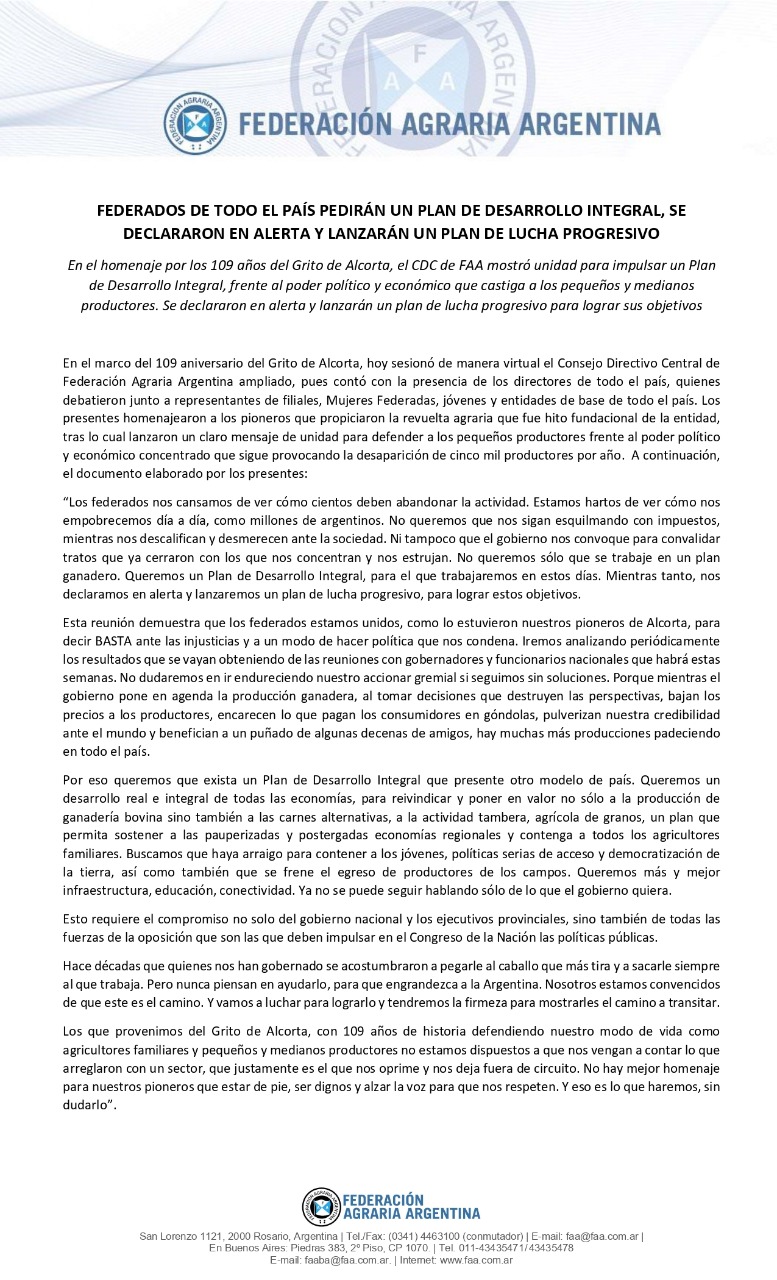 FEDERACIÓN AGRARIA ARGENTINA
F
A A
FEDERACIÓN AGRARIA ARGENTINA
FEDERACIÓN AGRARIA ARGENTINA
FEDERADOS DE TODO EL PAÍS PEDIRÁN UN PLAN DE DESARROLLO INTEGRAL, SE
DECLARARON EN ALERTA Y LANZARÁN UN PLAN DE LUCHA PROGRESIVO
En el homenaje por los 109 años del Grito de Alcorta, el CDC de FAA mostró unidad para impulsar un Plan
de Desarrollo Integral, frente al poder político y económico que castiga a los pequeños y medianos
productores. Se declararon en alerta y lanzarán un plan de lucha progresivo para lograr sus objetivos
En el marco del 109 aniversario del Grito de Alcorta, hoy sesionó de manera virtual el Consejo Directivo Central de
Federación Agraria Argentina ampliado, pues contó con la presencia de los directores de todo el país, quienes
debatieron junto a representantes de filiales, Mujeres Federadas, jóvenes y entidades de base de todo el país. Los
presentes homenajearon a los pioneros que propiciaron la revuelta agraria que fue hito fundacional de la entidad,
tras lo cual lanzaron un claro mensaje de unidad para defender a los pequeños productores frente al poder político
y económico concentrado que sigue provocando la desaparición de cinco mil productores por año. A continuación,
el documento elaborado por los presentes:
“Los federados nos cansamos de ver cómo cientos deben abandonar la actividad. Estamos hartos de ver cómo nos
empobrecemos día a día, como millones de argentinos. No queremos que nos sigan esquilmando con impuestos,
mientras nos descalifican y desmerecen ante la sociedad. Ni tampoco que el gobierno nos convoque para convalidar
tratos que ya cerraron con los que nos concentran y nos estrujan. No queremos sólo que se trabaje en un plan
ganadero. Queremos un Plan de Desarrollo Integral, para el que trabajaremos en estos días. Mientras tanto, nos
declaramos en alerta y lanzaremos un plan de lucha progresivo, para lograr estos objetivos.
Esta reunión demuestra que los federados estamos unidos, como lo estuvieron nuestros pioneros de Alcorta, para
decir BASTA ante las injusticias y a un modo de hacer política que nos condena. Iremos analizando periódicamente
los resultados que se vayan obteniendo de las reuniones con gobernadores y funcionarios nacionales que habrá estas
semanas. No dudaremos en ir endureciendo nuestro accionar gremial si seguimos sin soluciones. Porque mientras el
gobierno pone en agenda la producción ganadera, al tomar decisiones que destruyen las perspectivas, bajan los
precios a los productores, encarecen lo que pagan los consumidores en góndolas, pulverizan nuestra credibilidad
ante el mundo y benefician a un puñado de algunas decenas de amigos, hay muchas más producciones padeciendo
en todo el país.
Por eso queremos que exista un Plan de Desarrollo Integral que presente otro modelo de país. Queremos un
desarrollo real e integral de todas las economías, para reivindicar y poner en valor no sólo a la producción de
ganadería bovina sino también a las carnes alternativas, a la actividad tambera, agrícola de granos, un plan que
permita sostener a las pauperizadas y postergadas economías regionales y contenga a todos los agricultores
familiares. Buscamos que haya arraigo para contener a los jóvenes, políticas serias de acceso y democratización de
la tierra, así como también que se frene el egreso de productores de los campos. Queremos más y mejor
infraestructura, educación, conectividad. Ya no se puede seguir hablando sólo de lo que el gobierno quiera.
Esto requiere el compromiso no solo del gobierno nacional y los ejecutivos provinciales, sino también de todas las
fuerzas de la oposición que son las que deben impulsar en el Congreso de la Nación las políticas públicas.
Hace décadas que quienes nos han gobernado se acostumbraron a pegarle al caballo que más tira y a sacarle siempre
al que trabaja. Pero nunca piensan en ayudarlo, para que engrandezca a la Argentina. Nosotros estamos convencidos
de que este es el camino. Y vamos a luchar para lograrlo y tendremos la firmeza para mostrarles el camino a transitar.
Los que provenimos del Grito de Alcorta, con 109 años de historia defendiendo nuestro modo de vida como
agricultores familiares y pequeños y medianos productores no estamos dispuestos a que nos vengan a contar lo que
arreglaron con un sector, que justamente es el que nos oprime y nos deja fuera de circuito. No hay mejor homenaje
para nuestros pioneros que estar de pie, ser dignos y alzar la voz para que nos respeten. Y eso es lo que haremos, sin
dudarlo”.
FEDERACIÓN
AGRARIA ARGENTINA
San Lorenzo 1121, 2000 Rosario, Argentina | Tel./Fax: (0341) 4463100 (conmutador) | E-mail: faa@faa.com.ar |
En Buenos Aires: Piedras 383, 2º Piso, CP 1070. | Tel. 011-43435471/ 43435478
E-mail: faaba@faa.com.ar. | Internet: www.faa.com.ar